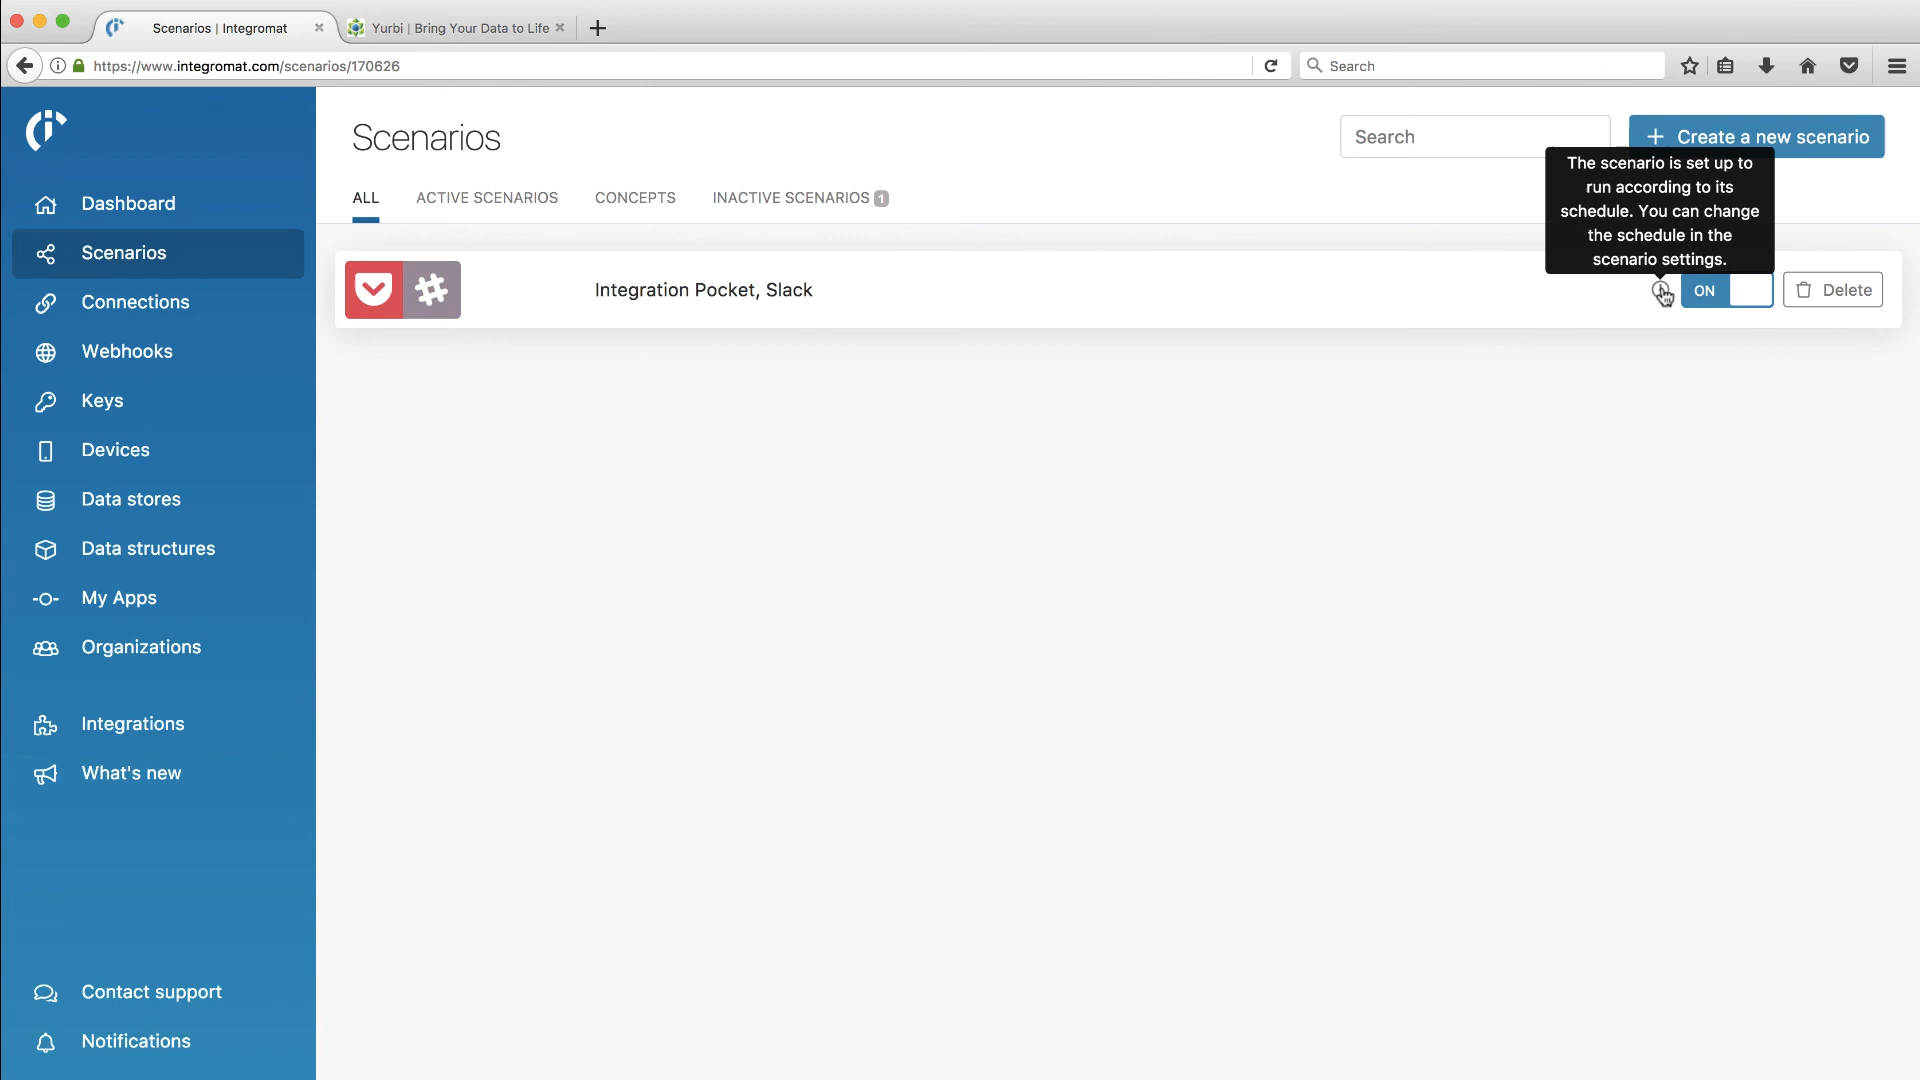 Scenarios | Integromat
Yurbi | Bring Your Data to Life
https://www.integromat.com/scenarios/170626
Search
Scenarios
Search
Create a new scenario
The scenario is set up to
run according to its
schedule. You can change
the schedule in the
scenario settings.
ALL
ACTIVE SCENARIOS
CONCEPTS
INACTIVE SCENARIOS 1
Integration Pocket, Slack
ON
Delete
Dashboard
Scenarios
Connections
Webhooks
Keys
Devices
Data stores
Data structures
My Apps
Organizations
Integrations
What's new
Contact support
Notifications